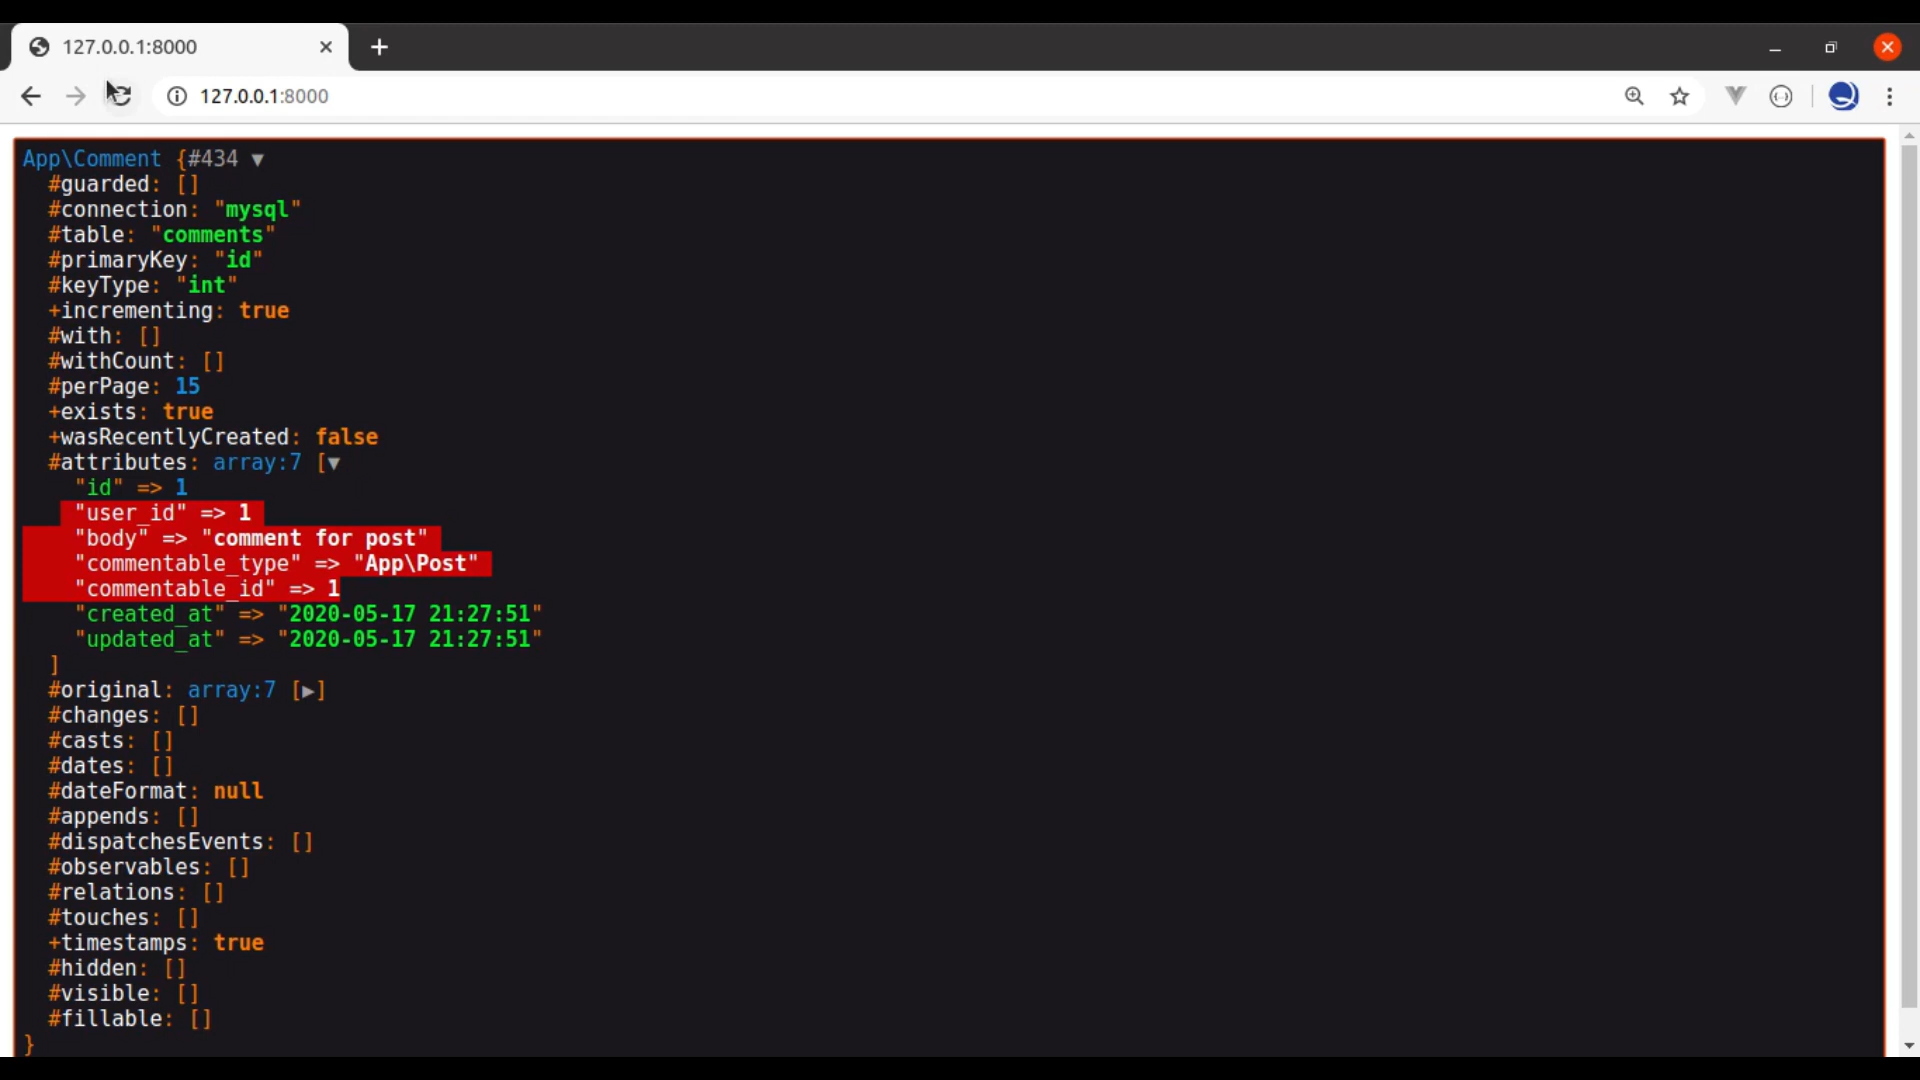 127.0.0.1:8000
127.0.0.1:8000
App\Comment {#434 ▼
#guarded: []
#connection: "mysql"
#table: "comments"
#primaryKey: "id"
#keyType: "int"
+incrementing: true
#with: []
#withCount: []
#perPage: 15
+exists: true
+wasRecentlyCreated: false
#attributes: array:7 [▼
"id" => 1
"user_id" => 1
"body" => "comment for post"
"commentable_type" => "App\Post"
"commentable_id" => 1
"created_at" => "2020-05-17 21:27:51"
"updated_at" => "2020-05-17 21:27:51"
]
#original: array:7 [▶]
#changes: []
#casts: []
#dates: []
#dateFormat: null
#appends: []
#dispatchesEvents: []
#observables: []
#relations: []
#touches: []
+timestamps: true
#hidden: []
#visible: []
#fillable: []
}